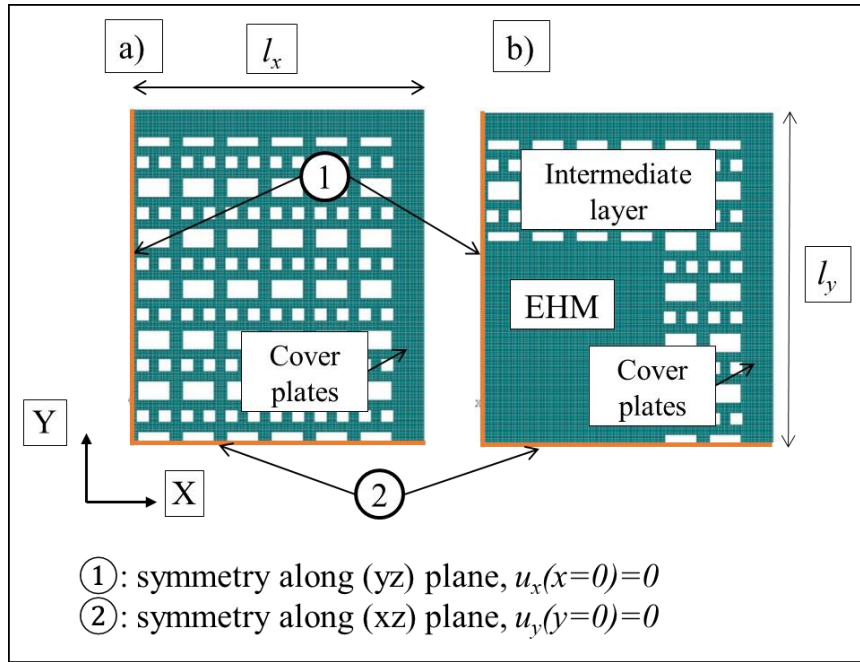 a)
l_x
b)
1
Intermediate
layer
EHM
l_y
Cover
plates
Cover
plates
Y
X
2
①: symmetry along (yz) plane, u_x(x=0)=0
②: symmetry along (xz) plane, u_y(y=0)=0